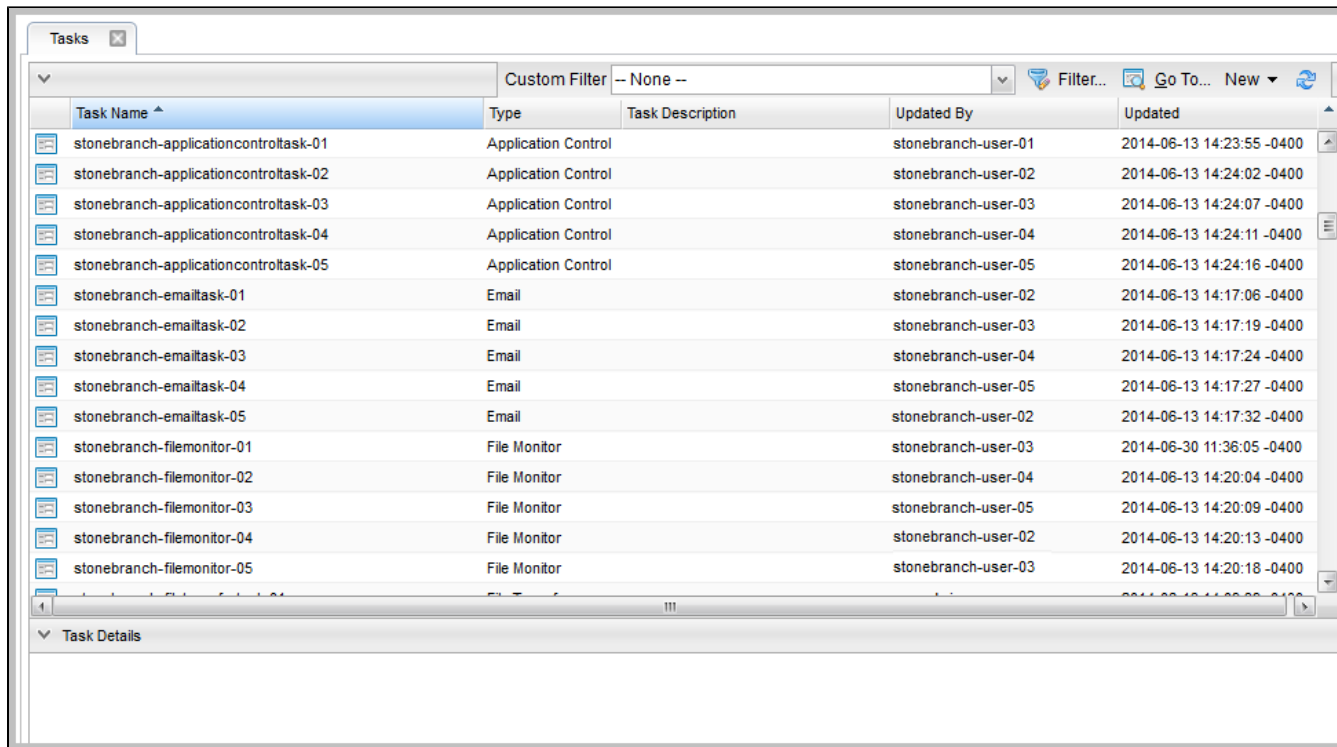 Tasks
Custom Filter -- None -- Filter... Go To... New
Task Name Type Task Description Updated By Updated
stonebranch-applicationcontroltask-01 Application Control stonebranch-user-01 2014-06-13 14:23:55 -0400
stonebranch-applicationcontroltask-02 Application Control stonebranch-user-02 2014-06-13 14:24:02 -0400
stonebranch-applicationcontroltask-03 Application Control stonebranch-user-03 2014-06-13 14:24:07 -0400
stonebranch-applicationcontroltask-04 Application Control stonebranch-user-04 2014-06-13 14:24:11 -0400
stonebranch-applicationcontroltask-05 Application Control stonebranch-user-05 2014-06-13 14:24:16 -0400
stonebranch-emailtask-01 Email stonebranch-user-02 2014-06-13 14:17:06 -0400
stonebranch-emailtask-02 Email stonebranch-user-03 2014-06-13 14:17:19 -0400
stonebranch-emailtask-03 Email stonebranch-user-04 2014-06-13 14:17:24 -0400
stonebranch-emailtask-04 Email stonebranch-user-05 2014-06-13 14:17:27 -0400
stonebranch-emailtask-05 Email stonebranch-user-02 2014-06-13 14:17:32 -0400
stonebranch-filemonitor-01 File Monitor stonebranch-user-03 2014-06-30 11:36:05 -0400
stonebranch-filemonitor-02 File Monitor stonebranch-user-04 2014-06-13 14:20:04 -0400
stonebranch-filemonitor-03 File Monitor stonebranch-user-05 2014-06-13 14:20:09 -0400
stonebranch-filemonitor-04 File Monitor stonebranch-user-02 2014-06-13 14:20:13 -0400
stonebranch-filemonitor-05 File Monitor stonebranch-user-03 2014-06-13 14:20:18 -0400
Task Details